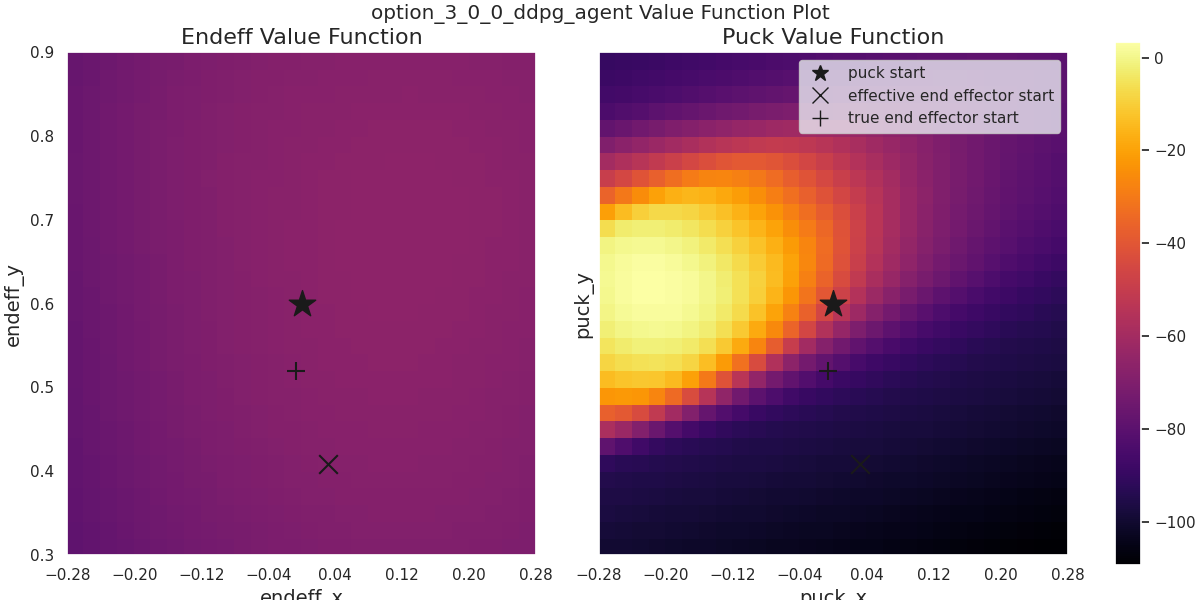 option_3_0_0_ddpg_agent Value Function Plot
Endeff Value Function
Puck Value Function
puck start
effective end effector start
true end effector start
endeff_y
0.9
0.8
0.7
0.6
0.5
0.4
0.3
−0.28 −0.20 −0.12 −0.04 0.04 0.12 0.20 0.28
endeff_x
puck_y
−0.28 −0.20 −0.12 −0.04 0.04 0.12 0.20 0.28
puck_x
0
−20
−40
−60
−80
−100